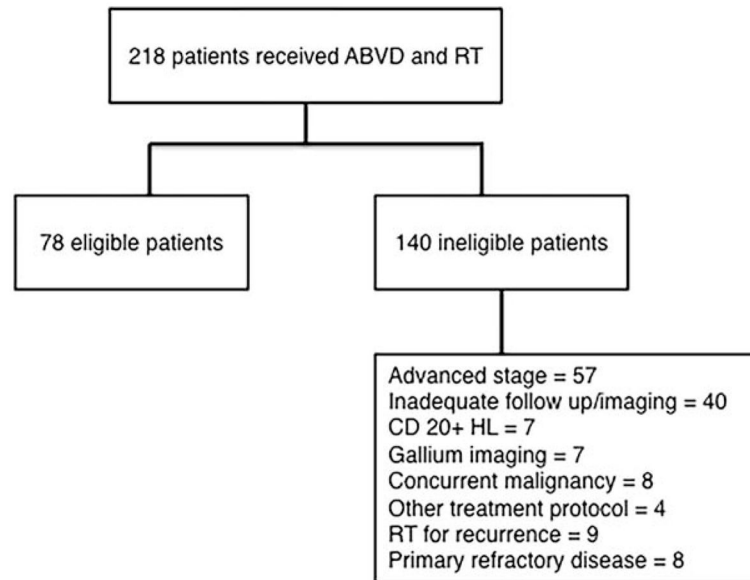 218 patients received ABVD and RT
78 eligible patients
140 ineligible patients
Advanced stage = 57
Inadequate follow up/imaging = 40
CD 20+ HL = 7
Gallium imaging = 7
Concurrent malignancy = 8
Other treatment protocol = 4
RT for recurrence = 9
Primary refractory disease = 8